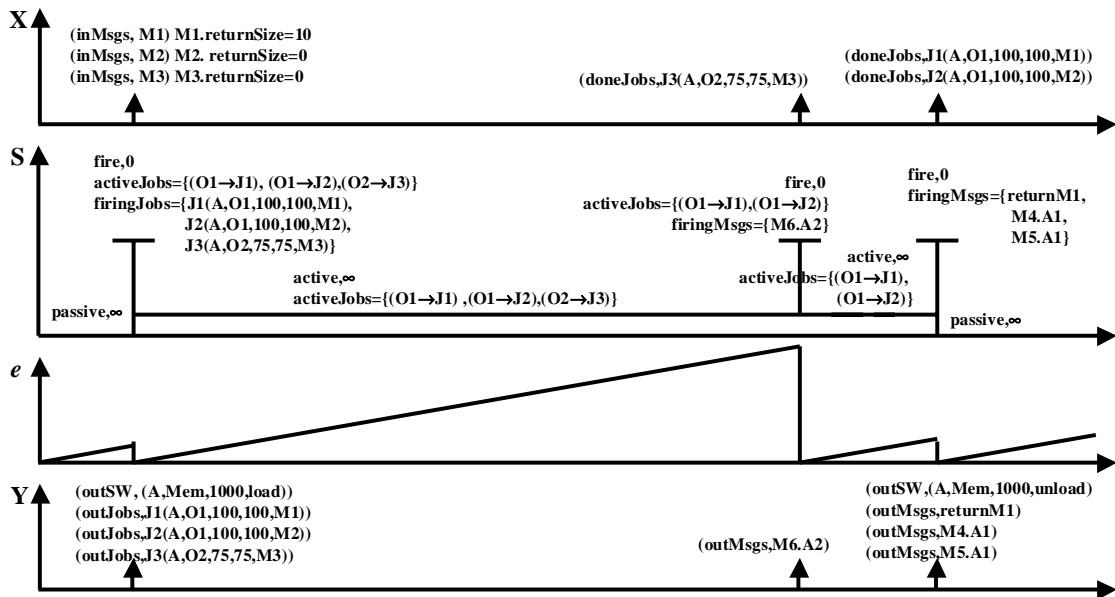 X
(inMsgs, M1) M1.returnSize=10
(inMsgs, M2) M2. returnSize=0
(inMsgs, M3) M3.returnSize=0
(doneJobs,J3(A,O2,75,75,M3))
(doneJobs,J1(A,O1,100,100,M1))
(doneJobs,J2(A,O1,100,100,M2))
S
fire,0
activeJobs={(O1→J1), (O1→J2),(O2→J3)}
firingJobs={J1(A,O1,100,100,M1),
J2(A,O1,100,100,M2),
J3(A,O2,75,75,M3)}
passive,∞
active,∞
activeJobs={(O1→J1) ,(O1→J2),(O2→J3)}
fire,0
activeJobs={(O1→J1),(O1→J2)}
firingMsgs={M6.A2}
active,∞
activeJobs={(O1→J1),
(O1→J2)}
fire,0
firingMsgs={returnM1,
M4.A1,
M5.A1}
passive,∞
e
Y
(outSW, (A,Mem,1000,load))
(outJobs,J1(A,O1,100,100,M1))
(outJobs,J2(A,O1,100,100,M2))
(outJobs,J3(A,O2,75,75,M3))
(outMsgs,M6.A2)
(outSW,(A,Mem,1000,unload)
(outMsgs,returnM1)
(outMsgs,M4.A1)
(outMsgs,M5.A1)